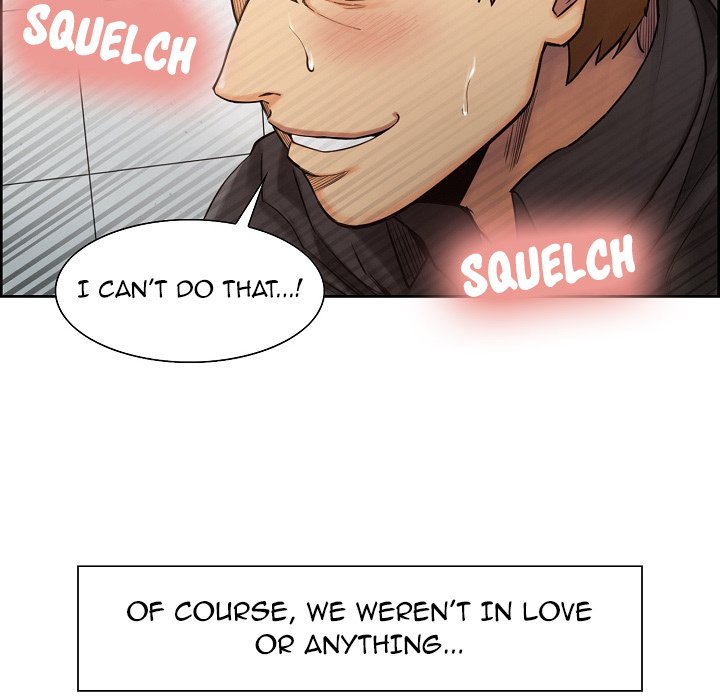 SQUELCH
SQUELCH
I CAN'T DO THAT...!
OF COURSE, WE WEREN'T IN LOVE
OR ANYTHING...